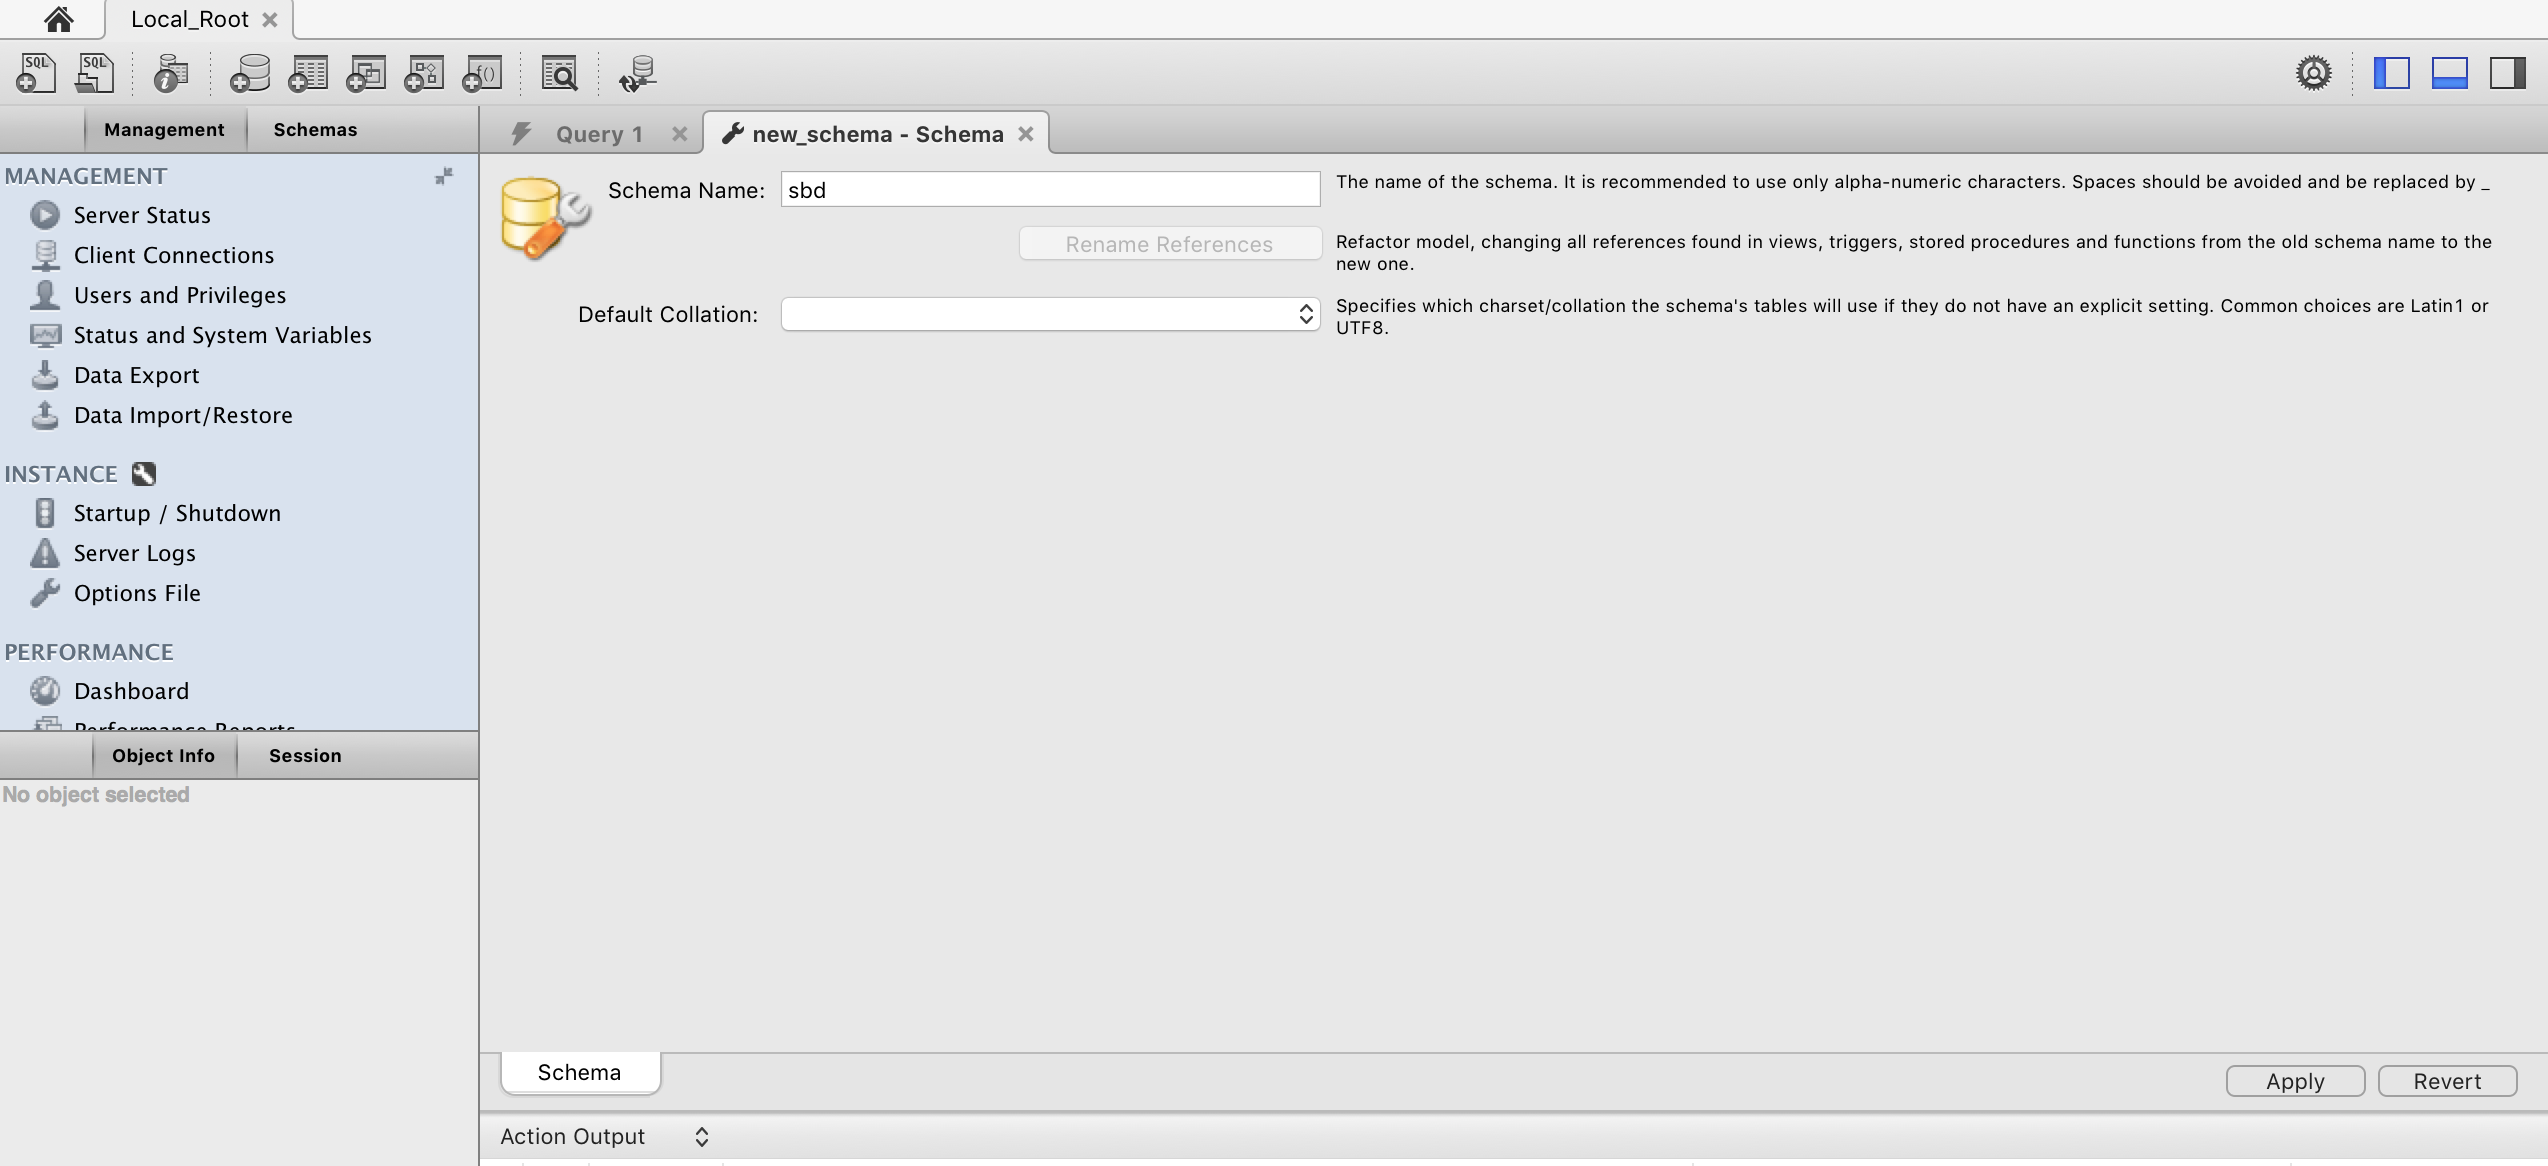 Local_Root
SQL
SQL
f()
Management
Schemas
Query 1
new_schema - Schema
MANAGEMENT
Server Status
Client Connections
Users and Privileges
Status and System Variables
Data Export
Data Import/Restore
INSTANCE
Startup / Shutdown
Server Logs
Options File
PERFORMANCE
Dashboard
Performance Reports
Object Info
Session
No object selected
Schema Name:
sbd
The name of the schema. It is recommended to use only alpha-numeric characters. Spaces should be avoided and be replaced by _
Rename References
Refactor model, changing all references found in views, triggers, stored procedures and functions from the old schema name to the
new one.
Default Collation:
Specifies which charset/collation the schema's tables will use if they do not have an explicit setting. Common choices are Latin1 or
UTF8.
Schema
Apply
Revert
Action Output